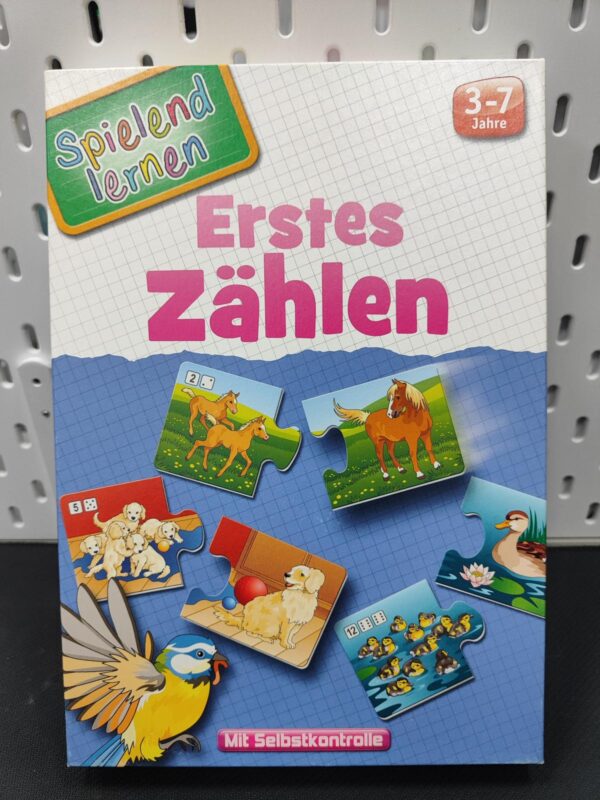 Spielend
lernen
3-7
Jahre
Erstes
Zählen
2
5
12
Mit Selbstkontrolle